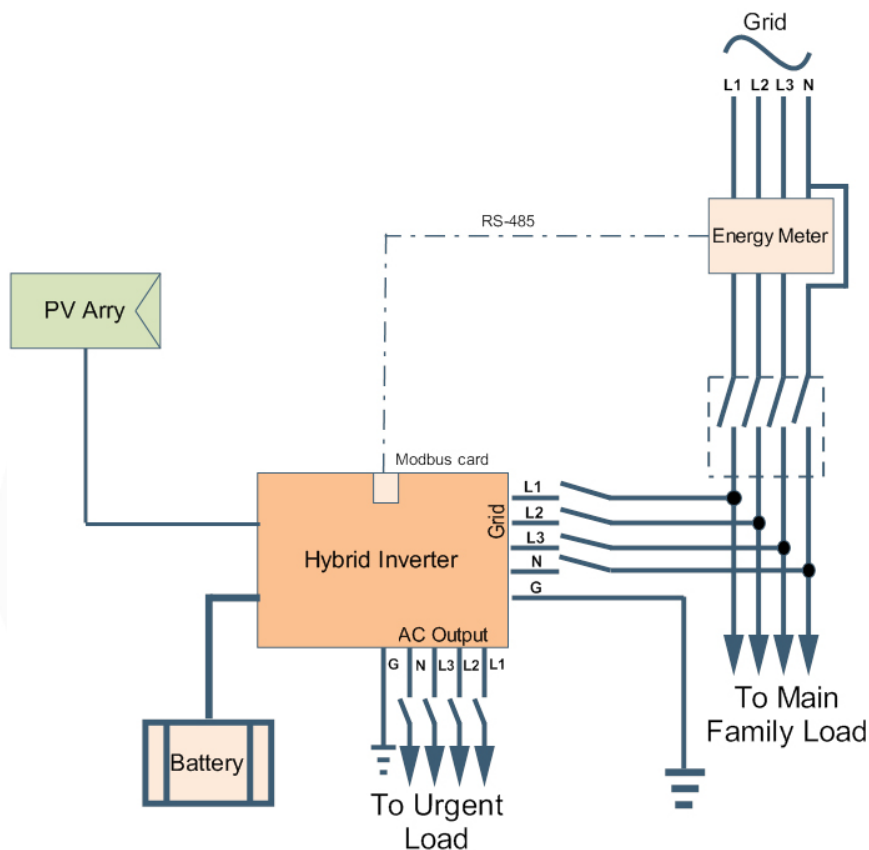 Grid
L1 L2 L3 N
RS-485
Energy Meter
PV Arry
Modbus card
L1
L2
L3
N
G
Grid
Hybrid Inverter
AC Output
G N L3 L2 L1
To Main
Family Load
Battery
To Urgent
Load